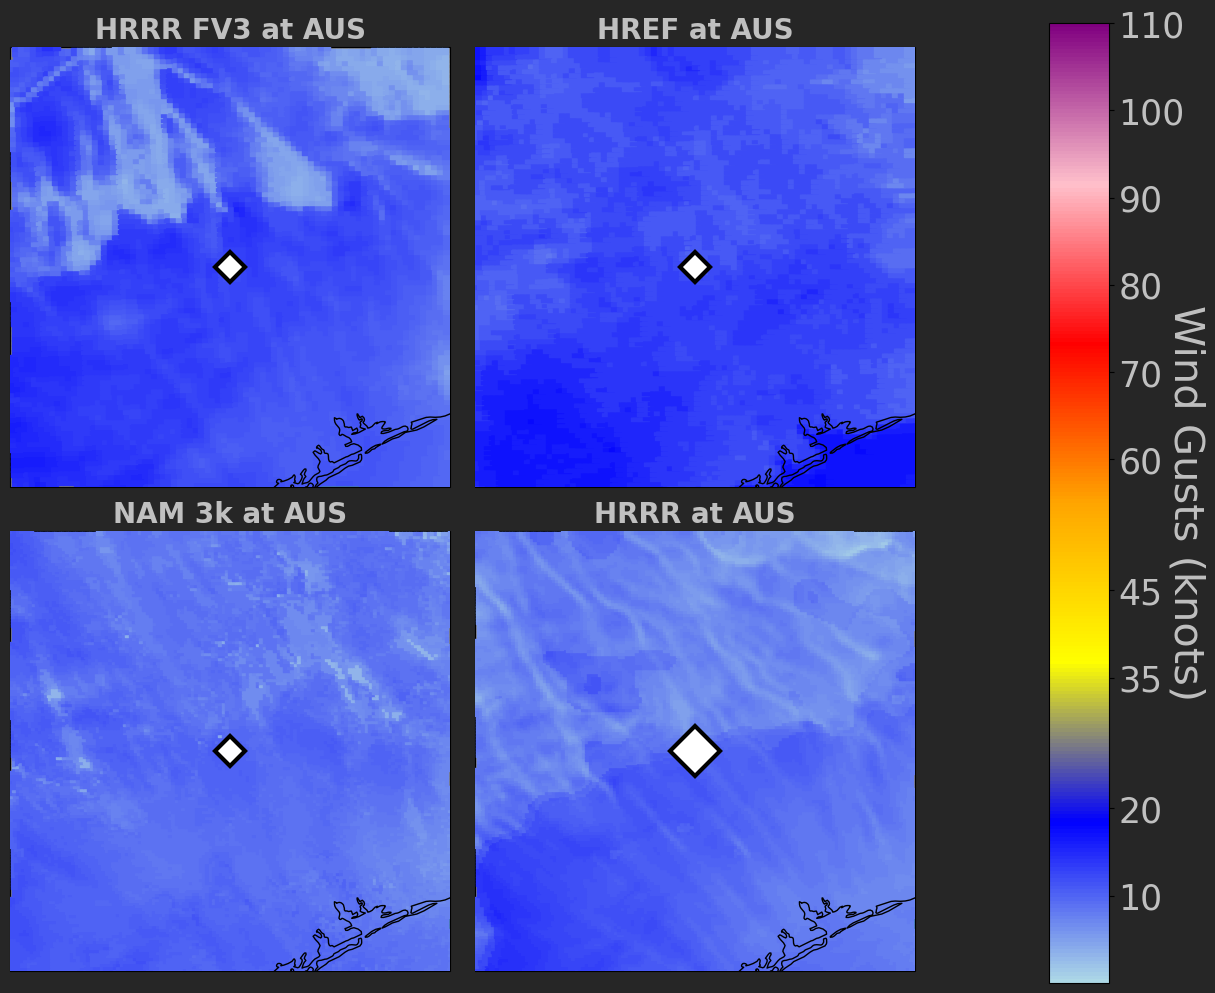 HRRR FV3 at AUS
HREF at AUS
NAM 3k at AUS
HRRR at AUS
110
100
90
80
70
60
45
35
20
10
Wind Gusts (knots)